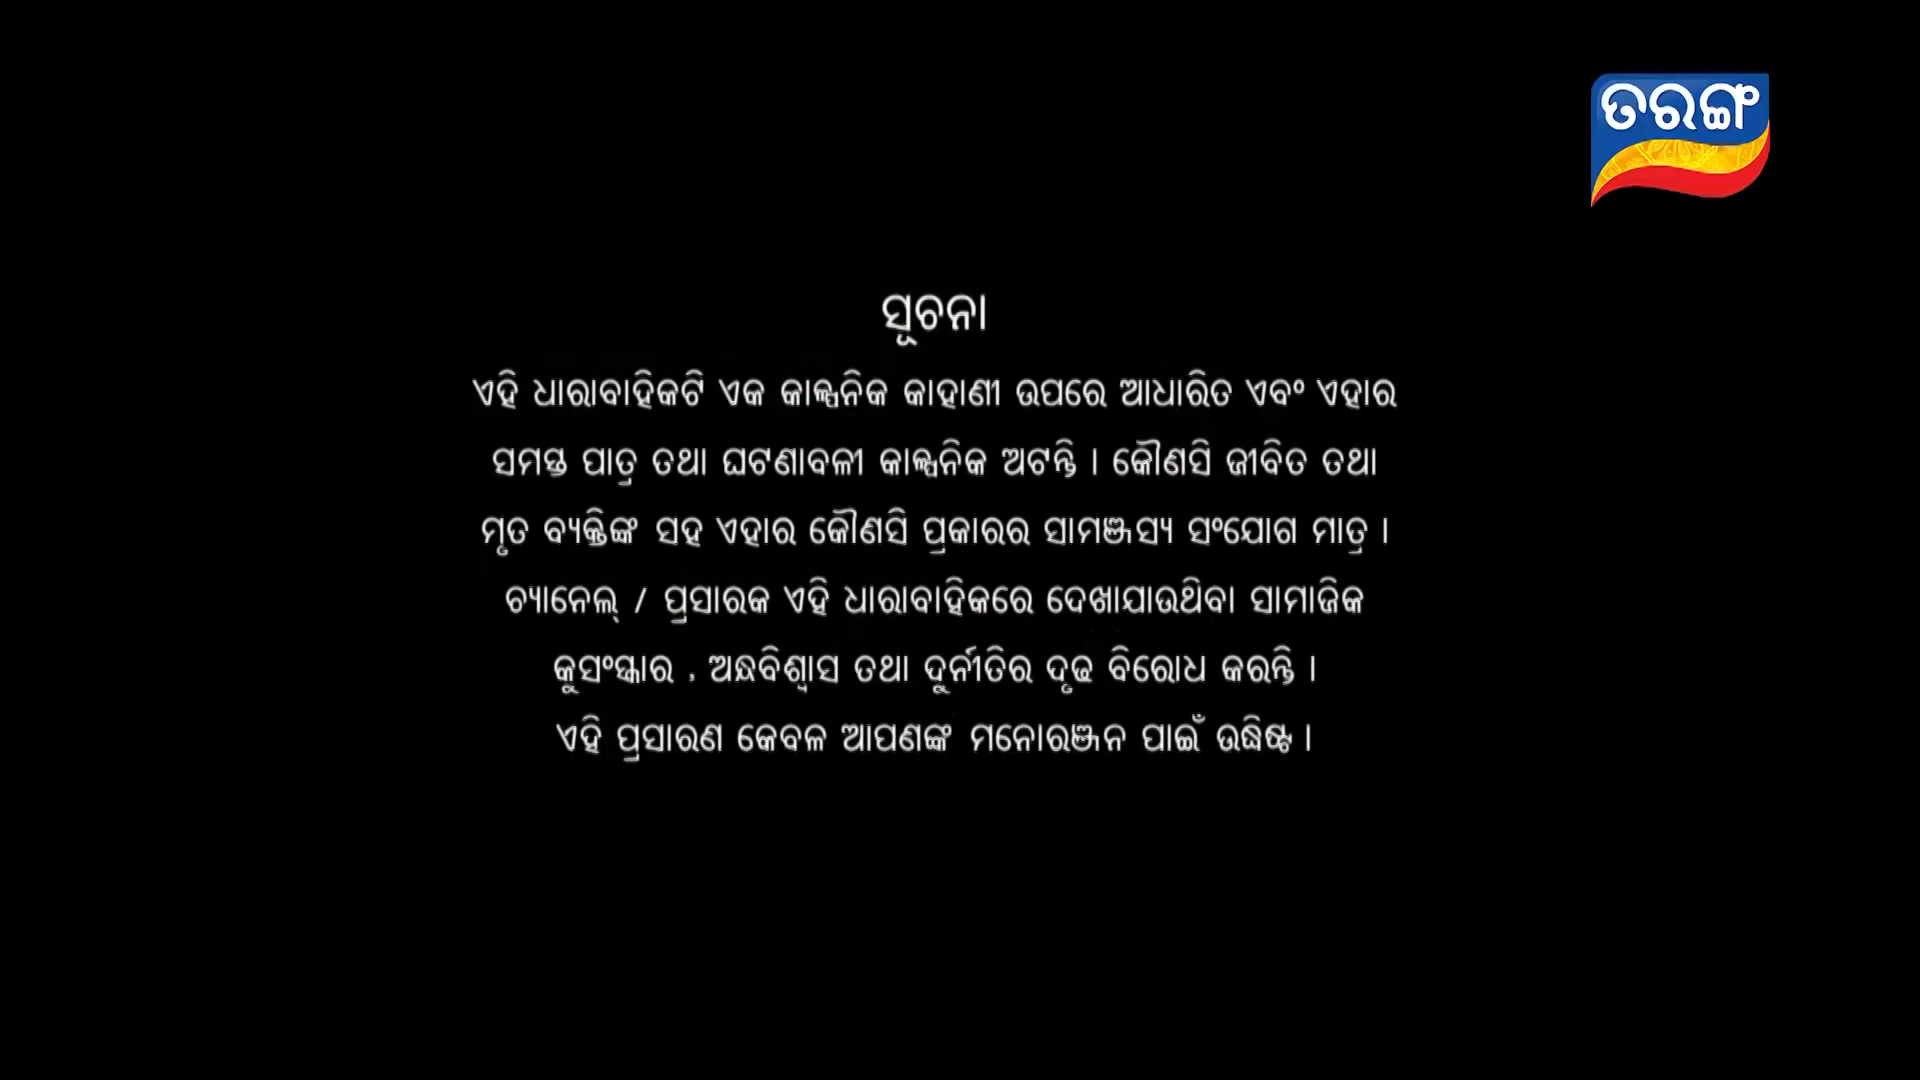 ତରଙ୍ଗ
ସୂଚନା
ଏହି ଧାରାବାହିକଟି ଏକ କାଳ୍ପନିକ କାହାଣୀ ଉପରେ ଆଧାରିତ ଏବଂ ଏହାର
ସମସ୍ତ ପାତ୍ର ତଥା ଘଟଣାବଳୀ କାଳ୍ପନିକ ଅଟନ୍ତି । କୌଣସି ଜୀବିତ ତଥା
ମୃତ ବ୍ୟକ୍ତିଙ୍କ ସହ ଏହାର କୌଣସି ପ୍ରକାରର ସାମଞ୍ଜସ୍ୟ ସଂଯୋଗ ମାତ୍ର ।
ଚ୍ୟାନେଲ୍ / ପ୍ରସାରକ ଏହି ଧାରାବାହିକରେ ଦେଖାଯାଉଥିବା ସାମାଜିକ
କୁସଂସ୍କାର , ଅନ୍ଧବିଶ୍ୱାସ ତଥା ଦୁର୍ନୀତିର ଦୃଢ ବିରୋଧ କରନ୍ତି ।
ଏହି ପ୍ରସାରଣ କେବଳ ଆପଣଙ୍କ ମନୋରଞ୍ଜନ ପାଇଁ ଉଦ୍ଧିଷ୍ଟ ।